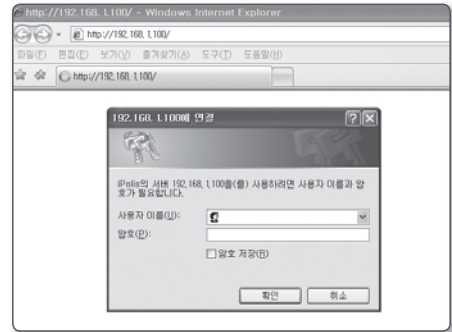 http://192.168.1.100/ - Windows Internet Explorer
http://192.168.1.100/
파일(F) 편집(E) 보기(V) 즐겨찾기(A) 도구(T) 도움말(H)
http://192.168.1.100/
192.168.1.100에 연결
iPolis의 서버 192.168.1.100을(를) 사용하려면 사용자 이름과 암
호가 필요합니다.
사용자 이름(U):
암호(P):
암호 저장(R)
확인 취소